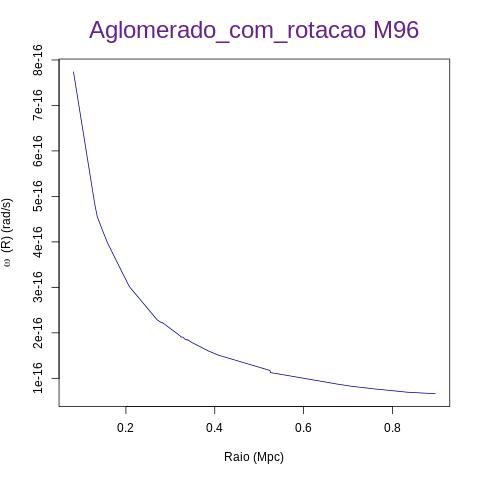 Aglomerado_com_rotacao M96
8e-16
7e-16
6e-16
5e-16
4e-16
3e-16
2e-16
1e-16
ω (R) (rad/s)
0.2 0.4 0.6 0.8
Raio (Mpc)